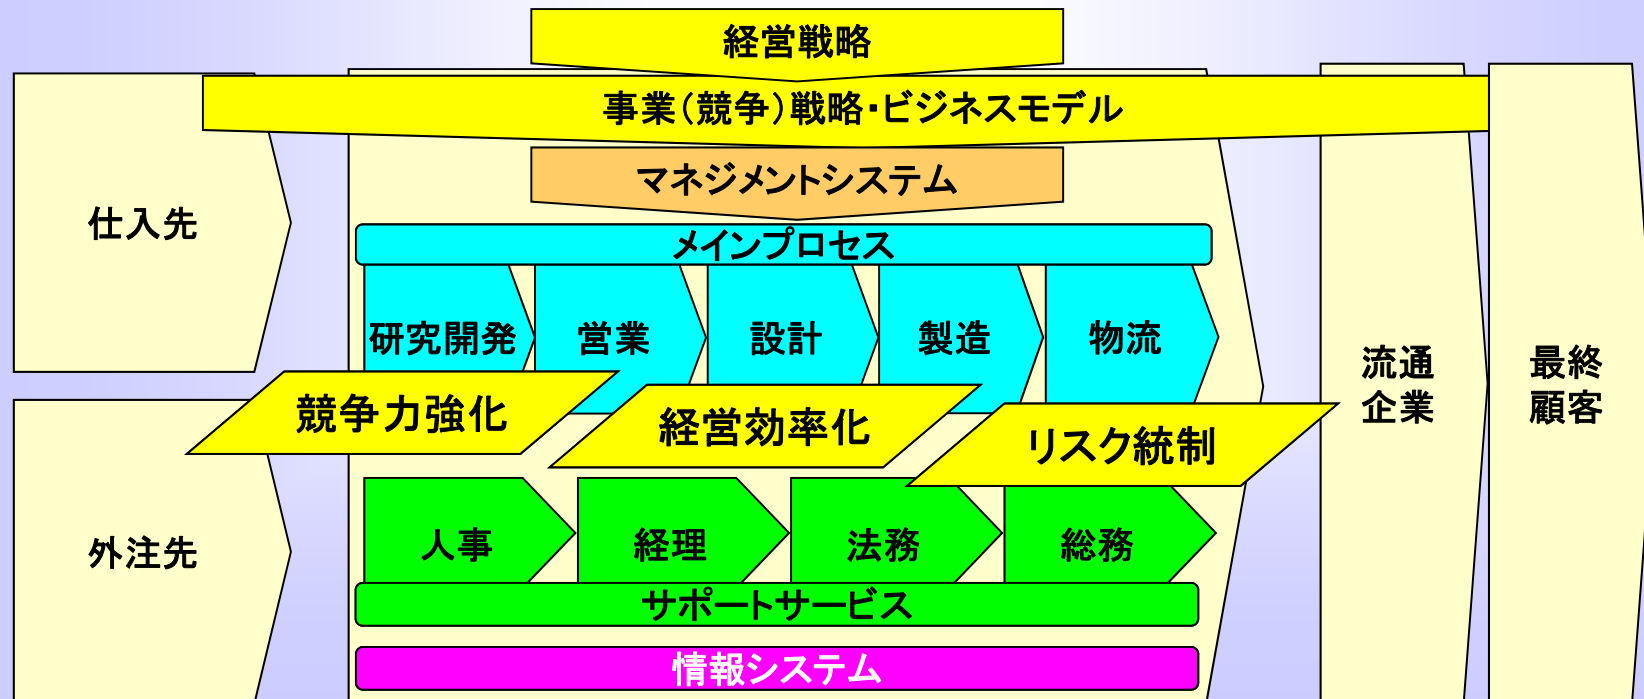 経営戦略
事業(競争)戦略・ビジネスモデル
マネジメントシステム
仕入先
メインプロセス
研究開発
営業
設計
製造
物流
流通
企業
最終
顧客
競争力強化
経営効率化
リスク統制
外注先
人事
経理
法務
総務
サポートサービス
情報システム